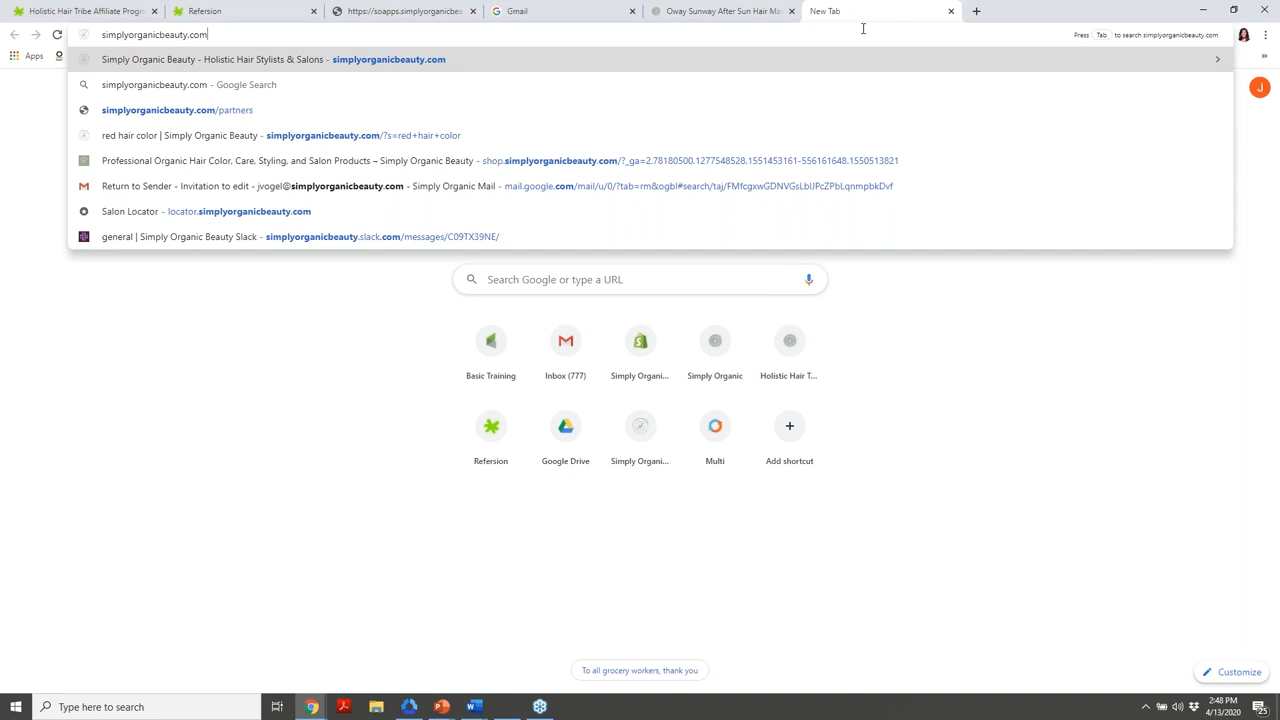 Holistic Hair Tribe Affiliate Progr
Refersion
https://soapps.simplyorganicbeau
Gmail
Oway Sunway After Sun Hair Mas
New Tab
simplyorganicbeauty.com
Press Tab to search simplyorganicbeauty.com
Apps
Simply Organic Beauty - Holistic Hair Stylists & Salons - simplyorganicbeauty.com
simplyorganicbeauty.com - Google Search
simplyorganicbeauty.com/partners
red hair color | Simply Organic Beauty - simplyorganicbeauty.com/?s=red+hair+color
Professional Organic Hair Color, Care, Styling, and Salon Products – Simply Organic Beauty - shop.simplyorganicbeauty.com/?_ga=2.78180500.1277548528.1551453161-556161648.1550513821
Return to Sender - Invitation to edit - jvogel@simplyorganicbeauty.com - Simply Organic Mail - mail.google.com/mail/u/0/?tab=rm&ogbl#search/taj/FMfcgxwGDNVGsLblJPcZPbLqnmpbkDvf
Salon Locator - locator.simplyorganicbeauty.com
general | Simply Organic Beauty Slack - simplyorganicbeauty.slack.com/messages/C09TX39NE/
J
Search Google or type a URL
Basic Training
Inbox (777)
Simply Organi...
Simply Organic
Holistic Hair T...
Refersion
Google Drive
Simply Organi...
Multi
Add shortcut
To all grocery workers, thank you
Customize
Type here to search
2:48 PM
4/13/2020
25